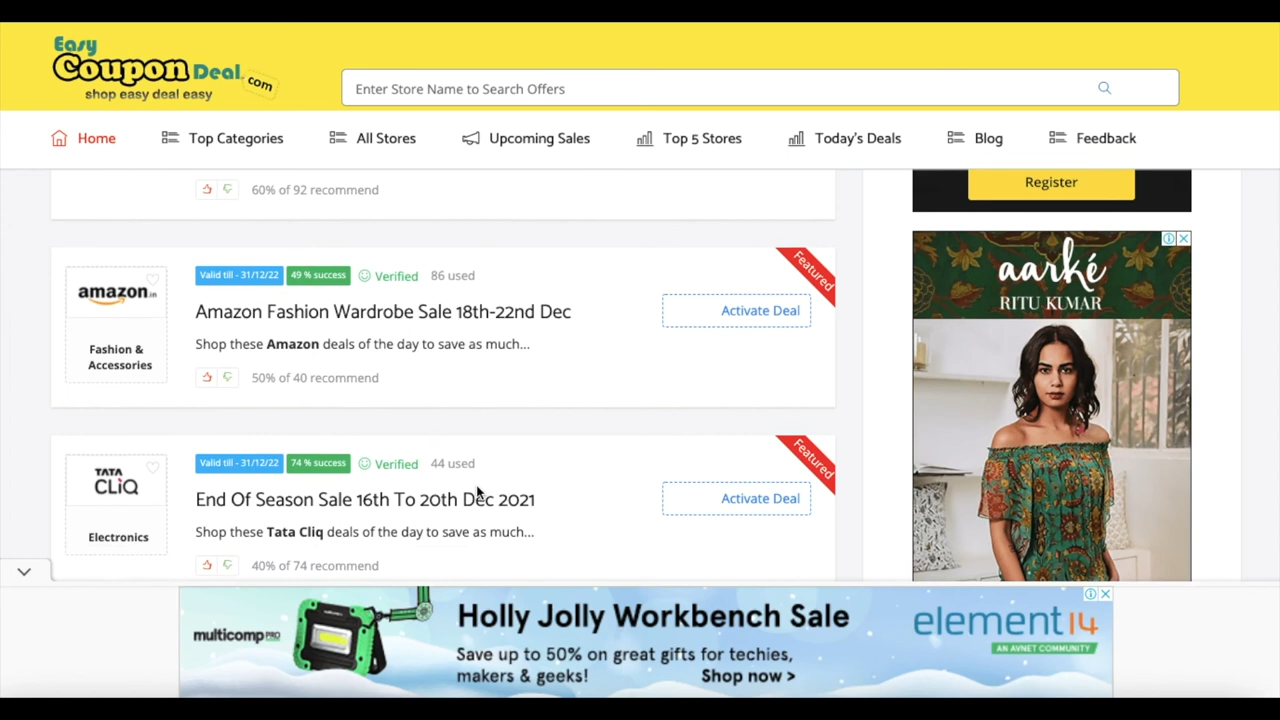 Easy
Coupon Deal .com
shop easy deal easy
Enter Store Name to Search Offers
Home
Top Categories
All Stores
Upcoming Sales
Top 5 Stores
Today's Deals
Blog
Feedback
60% of 92 recommend
Register
amazon.in
Fashion &
Accessories
Valid till - 31/12/22
49 % success
Verified
86 used
Featured
Amazon Fashion Wardrobe Sale 18th-22nd Dec
Activate Deal
Shop these Amazon deals of the day to save as much...
50% of 40 recommend
aarké
RITU KUMAR
TATA
CLiQ
Electronics
Valid till - 31/12/22
74 % success
Verified
44 used
Featured
End Of Season Sale 16th To 20th Dec 2021
Activate Deal
Shop these Tata Cliq deals of the day to save as much...
40% of 74 recommend
multicomp PRO
Holly Jolly Workbench Sale
Save up to 50% on great gifts for techies,
makers & geeks!
Shop now >
element14
AN AVNET COMMUNITY